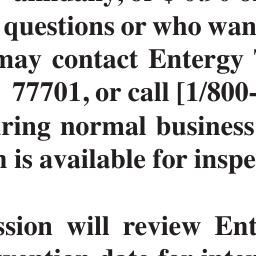 questions or who wan
may contact Entergy
77701, or call [1/800-
ring normal business
n is available for inspe
ssion will review Ent